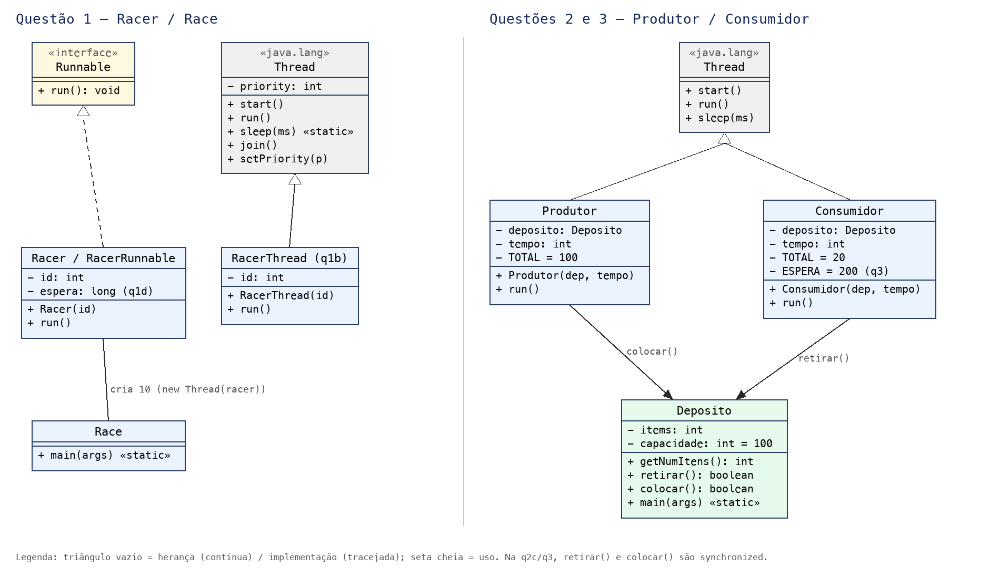 Questão 1 — Racer / Race
«interface»
Runnable
+ run(): void
«java.lang»
Thread
− priority: int
+ start()
+ run()
+ sleep(ms) «static»
+ join()
+ setPriority(p)
Racer / RacerRunnable
− id: int
− espera: long (q1d)
+ Racer(id)
+ run()
RacerThread (q1b)
− id: int
+ RacerThread(id)
+ run()
cria 10 (new Thread(racer))
Race
+ main(args) «static»
Questões 2 e 3 — Produtor / Consumidor
«java.lang»
Thread
+ start()
+ run()
+ sleep(ms)
Produtor
− deposito: Deposito
− tempo: int
− TOTAL = 100
+ Produtor(dep, tempo)
+ run()
Consumidor
− deposito: Deposito
− tempo: int
− TOTAL = 20
− ESPERA = 200 (q3)
+ Consumidor(dep, tempo)
+ run()
colocar()
retirar()
Deposito
− items: int
− capacidade: int = 100
+ getNumItens(): int
+ retirar(): boolean
+ colocar(): boolean
+ main(args) «static»
Legenda: triângulo vazio = herança (contínua) / implementação (tracejada); seta cheia = uso. Na q2c/q3, retirar() e colocar() são synchronized.